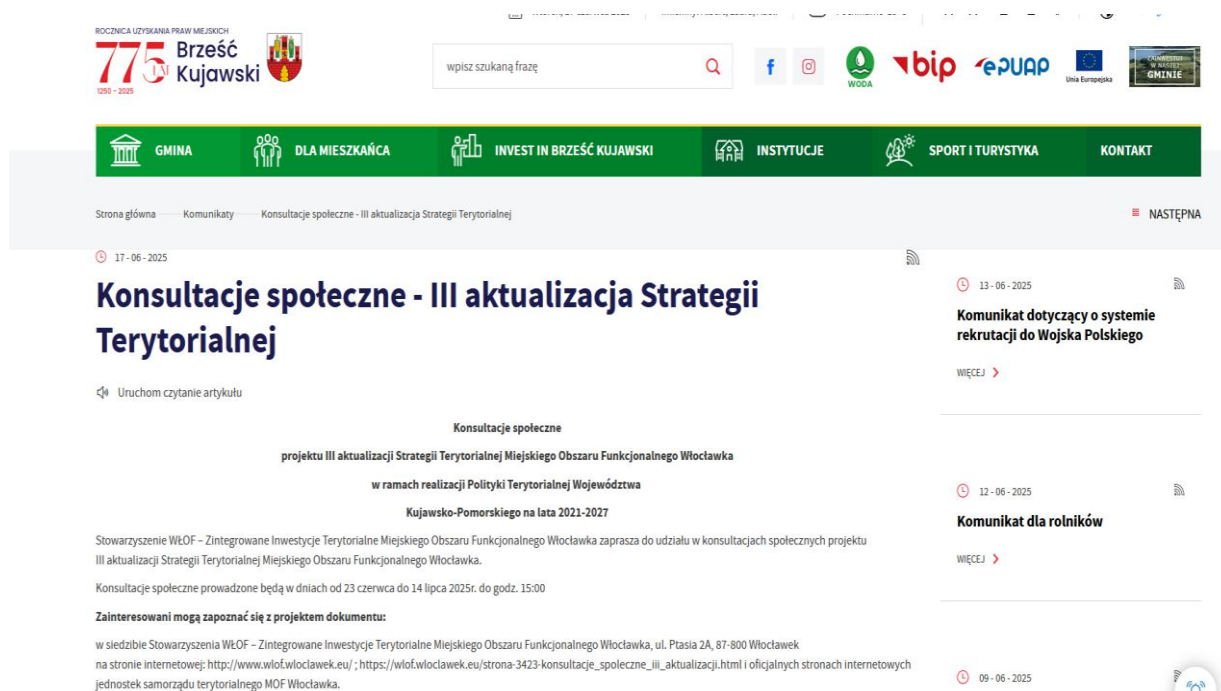 ROCZNICA UZYSKANIA PRAW MIEJSKICH
775 LAT
Brześć
Kujawski
1250 - 2025
wpisz szukaną frazę
WODA
bip
epuap
Unia Europejska
ZAINWESTUJ
W NASZEJ
GMINIE
GMINA
DLA MIESZKAŃCA
INVEST IN BRZEŚĆ KUJAWSKI
INSTYTUCJE
SPORT I TURYSTYKA
KONTAKT
Strona główna
Komunikaty
Konsultacje społeczne - III aktualizacja Strategii Terytorialnej
NASTĘPNA
17 - 06 - 2025
Konsultacje społeczne - III aktualizacja Strategii
Terytorialnej
Uruchom czytanie artykułu
Konsultacje społeczne
projektu III aktualizacji Strategii Terytorialnej Miejskiego Obszaru Funkcjonalnego Włocławka
w ramach realizacji Polityki Terytorialnej Województwa
Kujawsko-Pomorskiego na lata 2021-2027
Stowarzyszenie WŁOF – Zintegrowane Inwestycje Terytorialne Miejskiego Obszaru Funkcjonalnego Włocławka zaprasza do udziału w konsultacjach społecznych projektu
III aktualizacji Strategii Terytorialnej Miejskiego Obszaru Funkcjonalnego Włocławka.
Konsultacje społeczne prowadzone będą w dniach od 23 czerwca do 14 lipca 2025r. do godz. 15:00
Zainteresowani mogą zapoznać się z projektem dokumentu:
w siedzibie Stowarzyszenia WŁOF – Zintegrowane Inwestycje Terytorialne Miejskiego Obszaru Funkcjonalnego Włocławka, ul. Ptasia 2A, 87-800 Włocławek
na stronie internetowej: http://www.wlof.wloclawek.eu/ ; https://wlof.wloclawek.eu/strona-3423-konsultacje_spoleczne_iii_aktualizacji.html i oficjalnych stronach internetowych
jednostek samorządu terytorialnego MOF Włocławka.
13 - 06 - 2025
Komunikat dotyczący o systemie
rekrutacji do Wojska Polskiego
WIĘCEJ
12 - 06 - 2025
Komunikat dla rolników
WIĘCEJ
09 - 06 - 2025